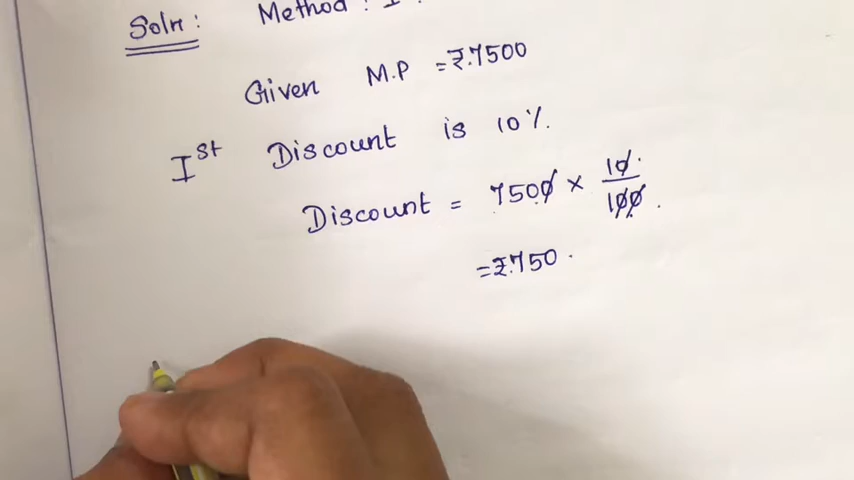 Soln: Method: I.
Given M.P = ₹.7500
Ist Discount is 10%.
Discount = 7500 × 10/100.
= ₹.750.